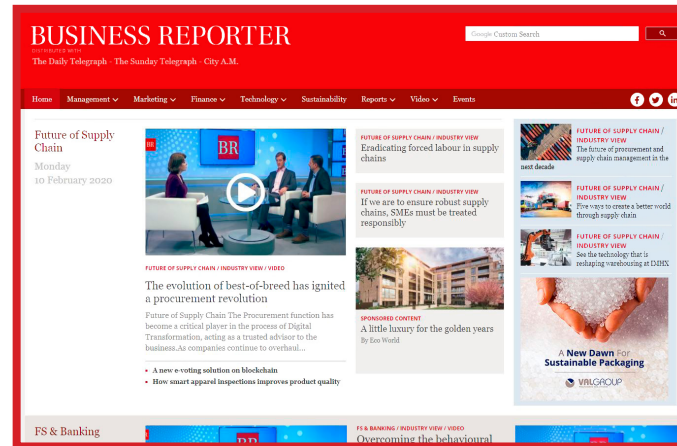 BUSINESS REPORTER
DISTRIBUTED WITH
The Daily Telegraph - The Sunday Telegraph - City A.M.
Google Custom Search
Home Management Marketing Finance Technology Sustainability Reports Video Events
Future of Supply
Chain
Monday
10 February 2020
BR
BR
FUTURE OF SUPPLY CHAIN / INDUSTRY VIEW / VIDEO
The evolution of best-of-breed has ignited
a procurement revolution
Future of Supply Chain The Procurement function has
become a critical player in the process of Digital
Transformation, acting as a trusted advisor to the
business.As companies continue to overhaul...
A new e-voting solution on blockchain
How smart apparel inspections improves product quality
FUTURE OF SUPPLY CHAIN / INDUSTRY VIEW
Eradicating forced labour in supply
chains
FUTURE OF SUPPLY CHAIN / INDUSTRY VIEW
If we are to ensure robust supply
chains, SMEs must be treated
responsibly
SPONSORED CONTENT
A little luxury for the golden years
By Eco World
FUTURE OF SUPPLY CHAIN /
INDUSTRY VIEW
The future of procurement and
supply chain management in the
next decade
FUTURE OF SUPPLY CHAIN /
INDUSTRY VIEW
Five ways to create a better world
through supply chain
FUTURE OF SUPPLY CHAIN /
INDUSTRY VIEW
See the technology that is
reshaping warehousing at DJHX
A New Dawn For
Sustainable Packaging
VALGROUP
FS & Banking
BR
FS & BANKING / INDUSTRY VIEW / VIDEO
Overcoming the behavioural
BR